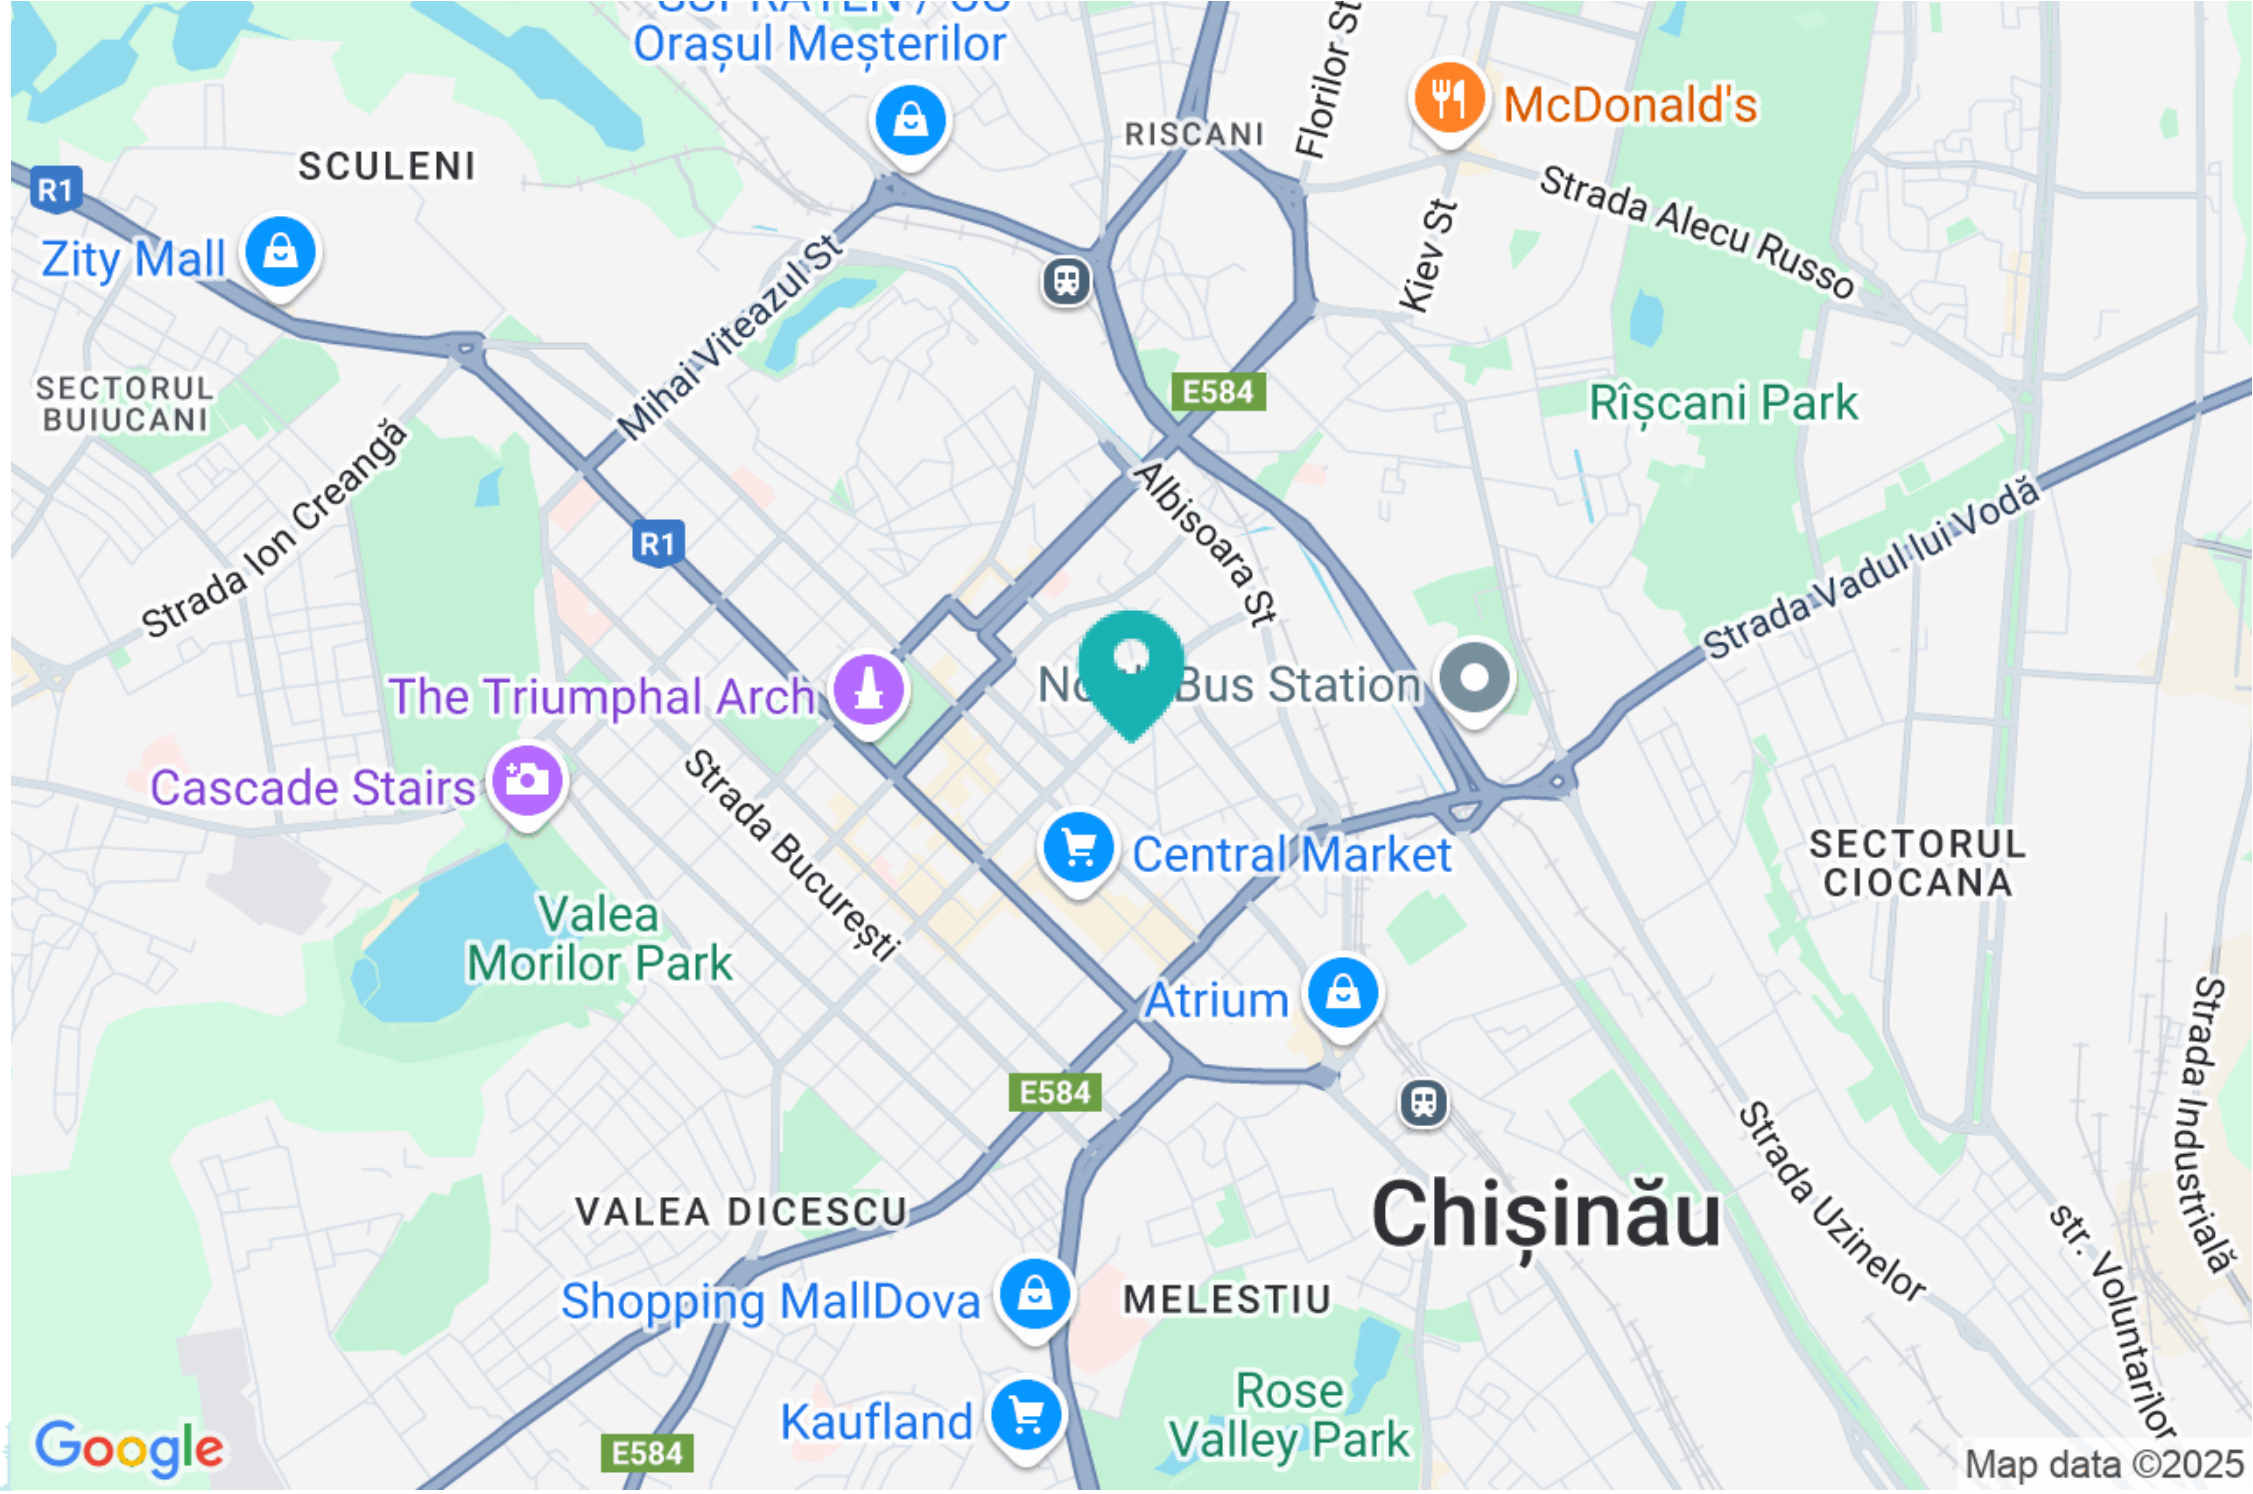 Orașul Meșterilor
RISCANI
Florilor St
McDonald's
SCULENI
R1
Zity Mall
Strada Alecu Russo
Kiev St
Mihai Viteazul St
SECTORUL
BUIUCANI
E584
Rîșcani Park
Strada Ion Creangă
R1
Albisoara St
Strada Vadul lui Vodă
The Triumphal Arch
Bus Station
Cascade Stairs
Strada București
Central Market
SECTORUL
CIOCANA
Valea
Morilor Park
Atrium
Strada Industrială
E584
Strada Uzinelor
VALEA DICESCU
Chișinău
str. Voluntarilor
Shopping MallDova
MELESTIU
Rose
Valley Park
Kaufland
E584
Google
Map data ©2025